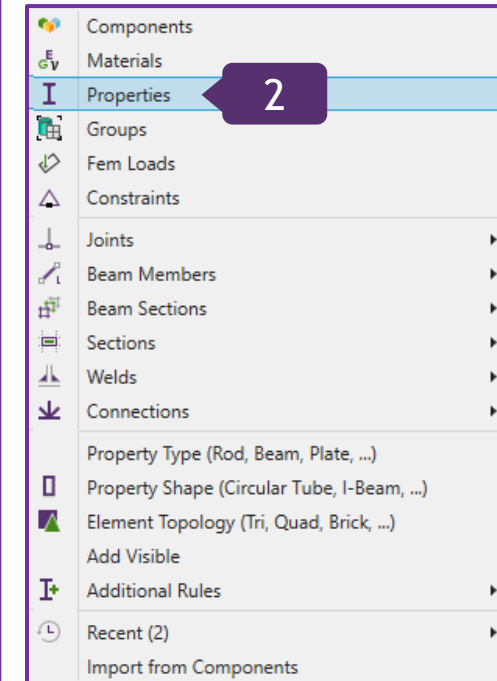 Components
Materials
Properties 2
Groups
Fem Loads
Constraints
Joints
Beam Members
Beam Sections
Sections
Welds
Connections
Property Type (Rod, Beam, Plate, ...)
Property Shape (Circular Tube, I-Beam, ...)
Element Topology (Tri, Quad, Brick, ...)
Add Visible
Additional Rules
Recent (2)
Import from Components